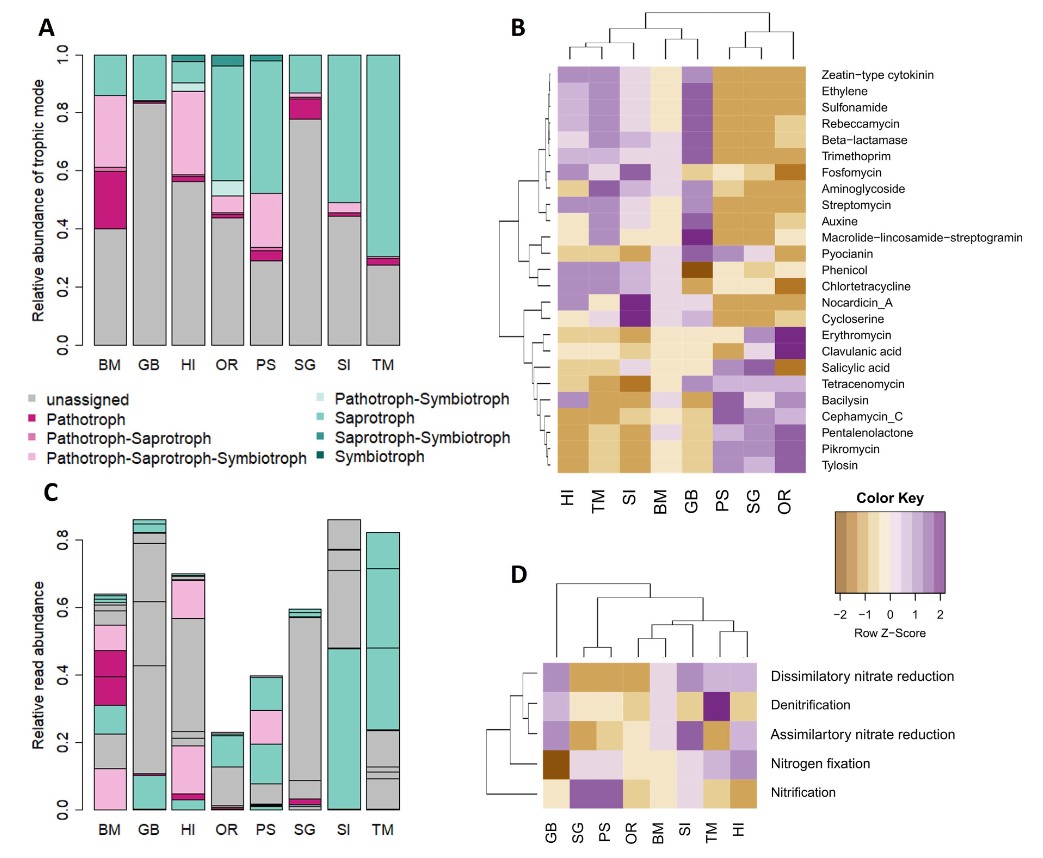 A
Relative abundance of trophic mode
1.0
0.8
0.6
0.4
0.2
0.0
BM GB HI OR PS SG SI TM
unassigned
Pathotroph
Pathotroph-Saprotroph
Pathotroph-Saprotroph-Symbiotroph
Pathotroph-Symbiotroph
Saprotroph
Saprotroph-Symbiotroph
Symbiotroph
B
Zeatin-type cytokinin
Ethylene
Sulfonamide
Rebeccamycin
Beta-lactamase
Trimethoprim
Fosfomycin
Aminoglycoside
Streptomycin
Auxine
Macrolide-lincosamide-streptogramin
Pyocianin
Phenicol
Chlortetracycline
Nocardicin_A
Cycloserine
Erythromycin
Clavulanic acid
Salicylic acid
Tetracenomycin
Bacilysin
Cephamycin_C
Pentalenolactone
Pikromycin
Tylosin
HI TM SI BM GB PS SG OR
Color Key
-2 -1 0 1 2
Row Z-Score
C
Relative read abundance
0.8
0.6
0.4
0.2
0.0
BM GB HI OR PS SG SI TM
D
Dissimilatory nitrate reduction
Denitrification
Assimilartory nitrate reduction
Nitrogen fixation
Nitrification
GB SG PS OR BM SI TM HI